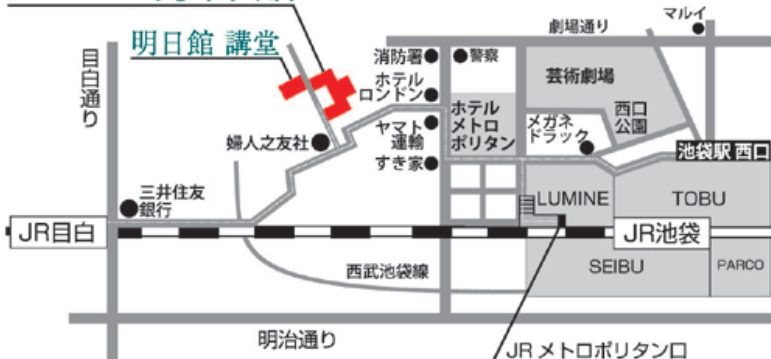 劇場通り
マルイ
目白通り
明日館 講堂
消防署
警察
ホテル
ロンドン
芸術劇場
西口
公園
ホテル
メトロ
ポリタン
メガネ
ドラック
ヤマト
運輸
婦人之友社
すき家
池袋駅 西口
三井住友
銀行
LUMINE
TOBU
JR目白
JR池袋
西武池袋線
SEIBU
PARCO
明治通り
JR メトロポリタン口